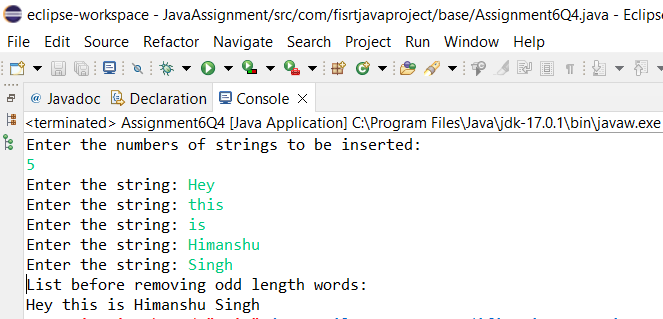 eclipse-workspace - JavaAssignment/src/com/fisrtjavaproject/base/Assignment6Q4.java - Eclips
File Edit Source Refactor Navigate Search Project Run Window Help
@ Javadoc Declaration Console
<terminated> Assignment6Q4 [Java Application] C:\Program Files\Java\jdk-17.0.1\bin\javaw.exe
Enter the numbers of strings to be inserted:
5
Enter the string: Hey
Enter the string: this
Enter the string: is
Enter the string: Himanshu
Enter the string: Singh
List before removing odd length words:
Hey this is Himanshu Singh